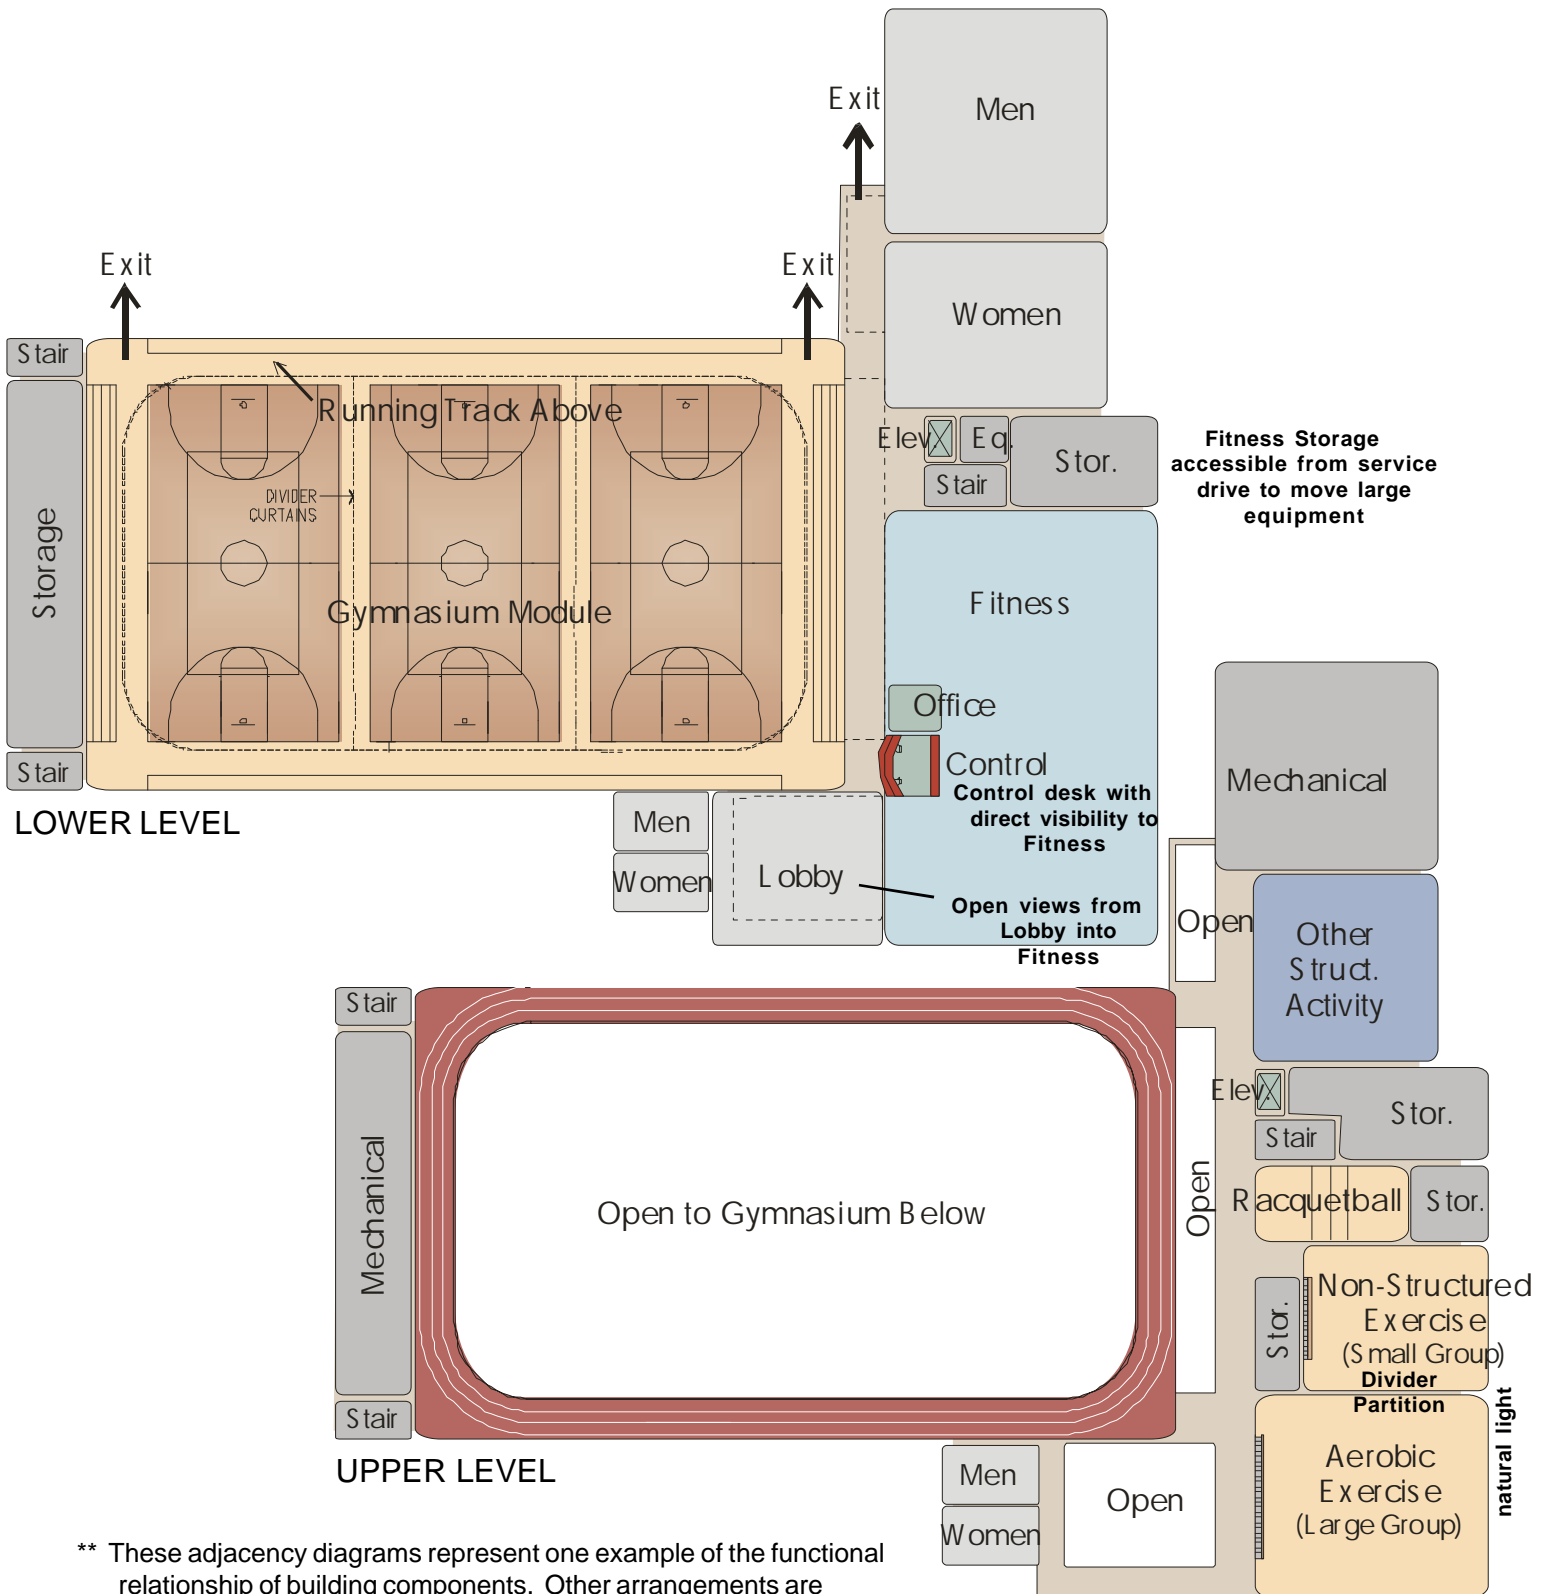 Men
Exit
Exit
Exit
Women
Stair
Running Track Above
Elev.
Eq.
Stor.
Stair
Fitness Storage
accessible from service
drive to move large
equipment
DIVIDER
CURTAINS
Storage
Gymnasium Module
Fitness
Office
Control
Control desk with
direct visibility to
Fitness
Stair
LOWER LEVEL
Men
Women
Lobby
Open views from
Lobby into
Fitness
Mechanical
Open
Other
Struct.
Activity
Stair
Elev.
Stor.
Stair
Mechanical
Open to Gymnasium Below
Open
Racquetball
Stor.
Stor.
Non-Structured
Exercise
(Small Group)
Divider
Partition
natural light
Stair
UPPER LEVEL
Men
Women
Open
Aerobic
Exercise
(Large Group)
** These adjacency diagrams represent one example of the functional
relationship of building components. Other arrangements are